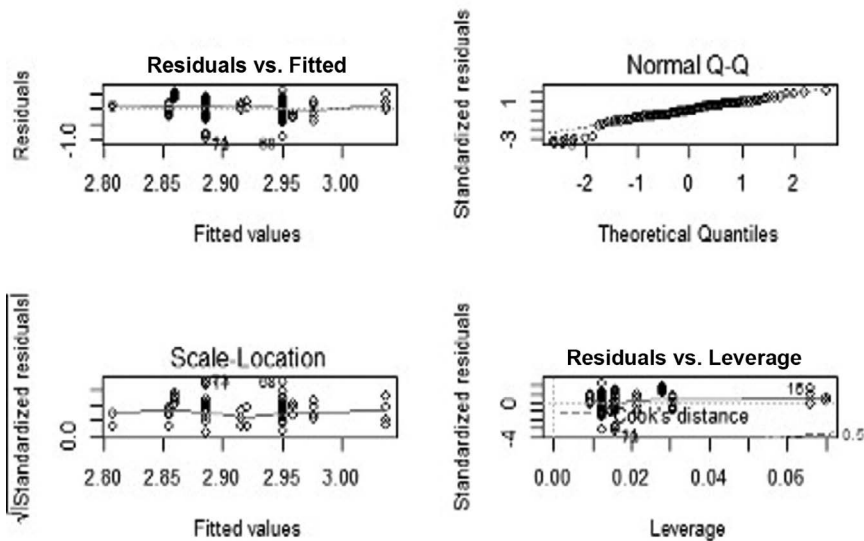 Residuals vs. Fitted
Residuals
-1.0
68
2.80 2.85 2.90 2.95 3.00
Fitted values
Normal Q-Q
Standardized residuals
1
-3
-2 -1 0 1 2
Theoretical Quantiles
Scale-Location
√|Standardized residuals|
0.0
68
2.80 2.85 2.90 2.95 3.00
Fitted values
Residuals vs. Leverage
Standardized residuals
0
-4
Cook's distance
0.5
0.00 0.02 0.04 0.06
Leverage